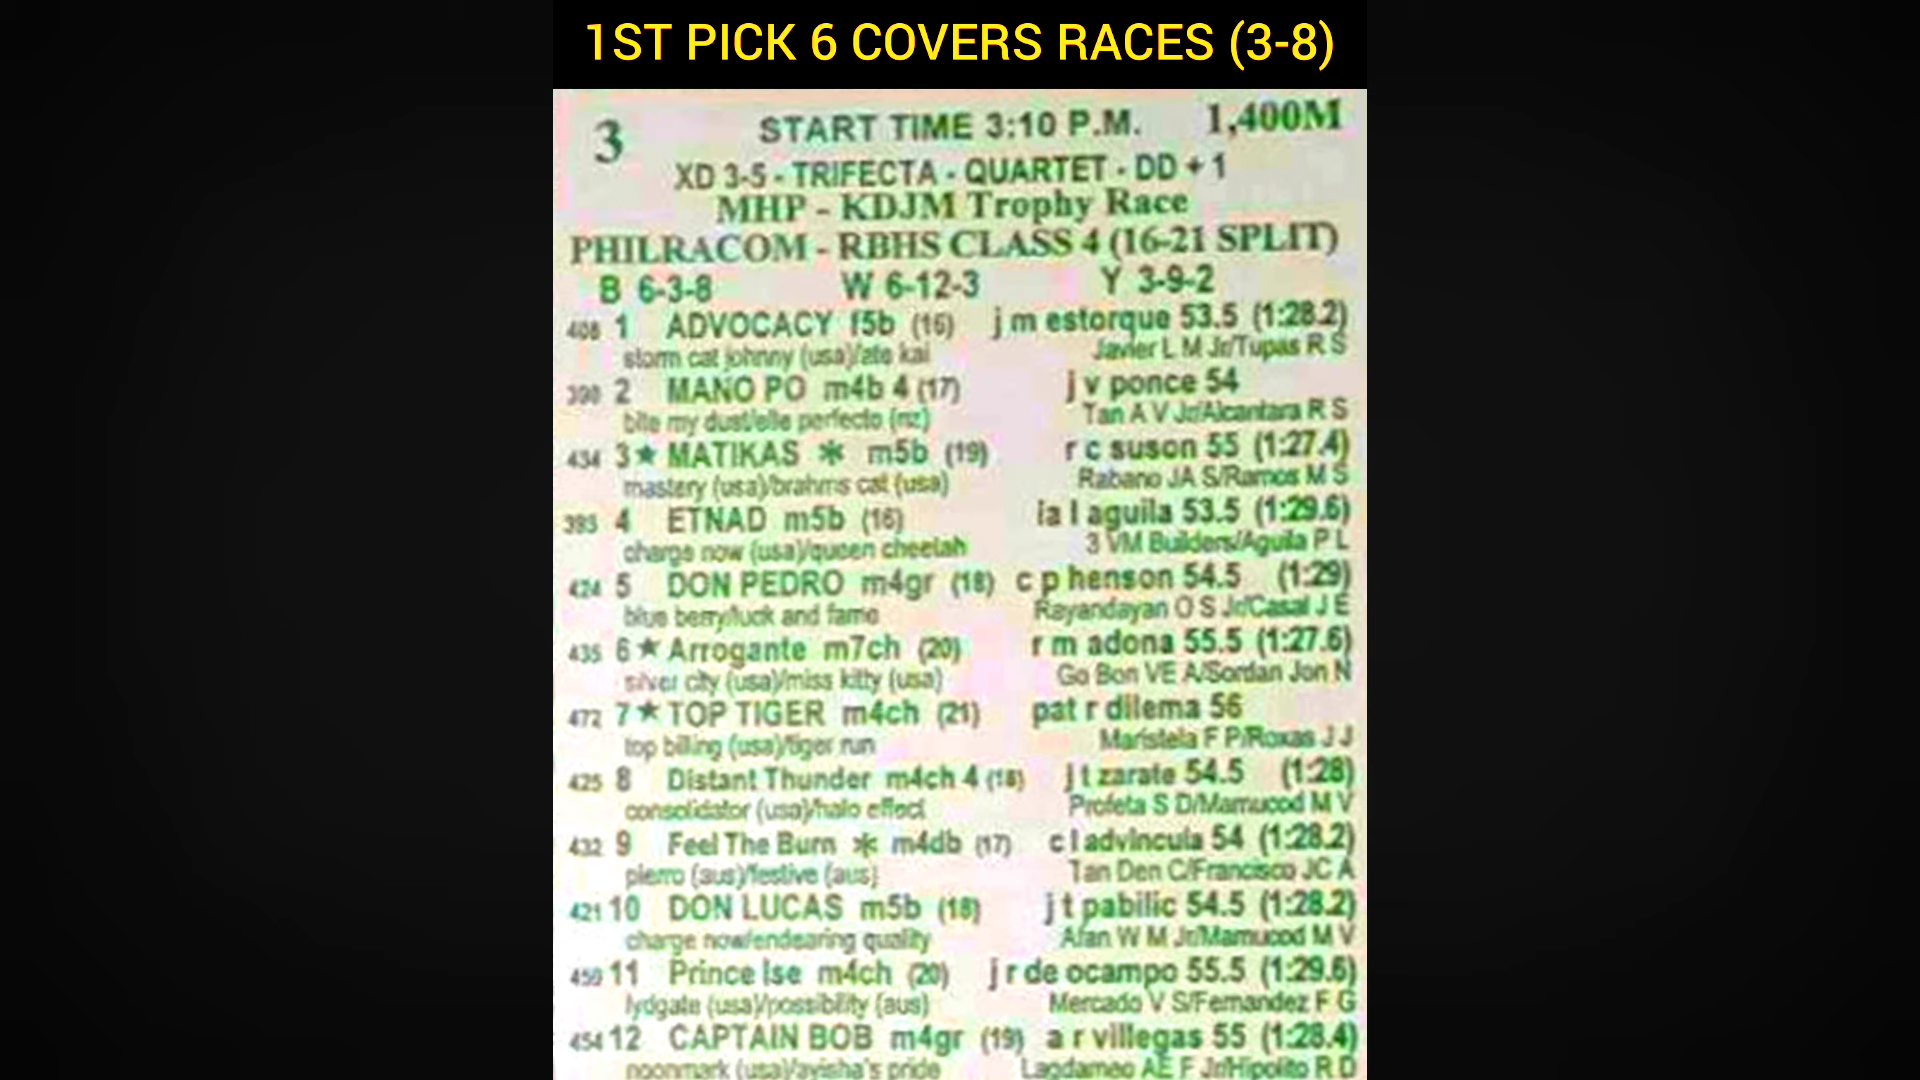 1ST PICK 6 COVERS RACES (3-8)
3 START TIME 3:10 P.M. 1,400M
XD 3-5 - TRIFECTA - QUARTET - DD + 1
MHP - KDJM Trophy Race
PHILRACOM - RBHS CLASS 4 (16-21 SPLIT)
B 6-3-8 W 6-12-3 Y 3-9-2
408 1 ADVOCACY f5b (16) j m estorque 53.5 (1:28.2)
storm cat johnny (usa)/ate kai Javier L M Jr/Tupas R S
2 MANO PO m4b 4 (17) j v ponce 54
bite my dust/elle perfecto (nz) Tan A V Jr/Alcantara R S
434 3★ MATIKAS ✻ m5b (19) r c suson 55 (1:27.4)
mastery (usa)/brahms cat (usa) Rabano JA S/Ramos M S
395 4 ETNAD m5b (16) la l aguila 53.5 (1:29.6)
charge now (usa)/queen cheetah 3 VM Builders/Aguila P L
424 5 DON PEDRO m4gr (18) c p henson 54.5 (1:29)
blue berry/luck and fame Rayandayan O S Jr/Casal J E
435 6★ Arrogante m7ch (20) r m adona 55.5 (1:27.6)
silver city (usa)/miss kitty (usa) Go Bon VE A/Sordan Jon N
472 7★ TOP TIGER m4ch (21) pat r dilema 56
top billing (usa)/tiger run Maristela F P/Roxas J J
425 8 Distant Thunder m4ch 4 (18) j t zarate 54.5 (1:28)
consolidator (usa)/halo effect Profeta S D/Mamucod M V
432 9 Feel The Burn ✻ m4db (17) c l advincula 54 (1:28.2)
pierro (aus)/festive (aus) Tan Den C/Francisco JC A
421 10 DON LUCAS m5b (18) j t pabilic 54.5 (1:28.2)
charge now/endearing quality Afan W M Jr/Mamucod M V
459 11 Prince Ise m4ch (20) j r de ocampo 55.5 (1:29.6)
lydgate (usa)/possibility (aus) Mercado V S/Fernandez F G
454 12 CAPTAIN BOB m4gr (19) a r villegas 55 (1:28.4)
noonmark (usa)/ayisha's pride Lagdameo AE F Jr/Hipolito R D